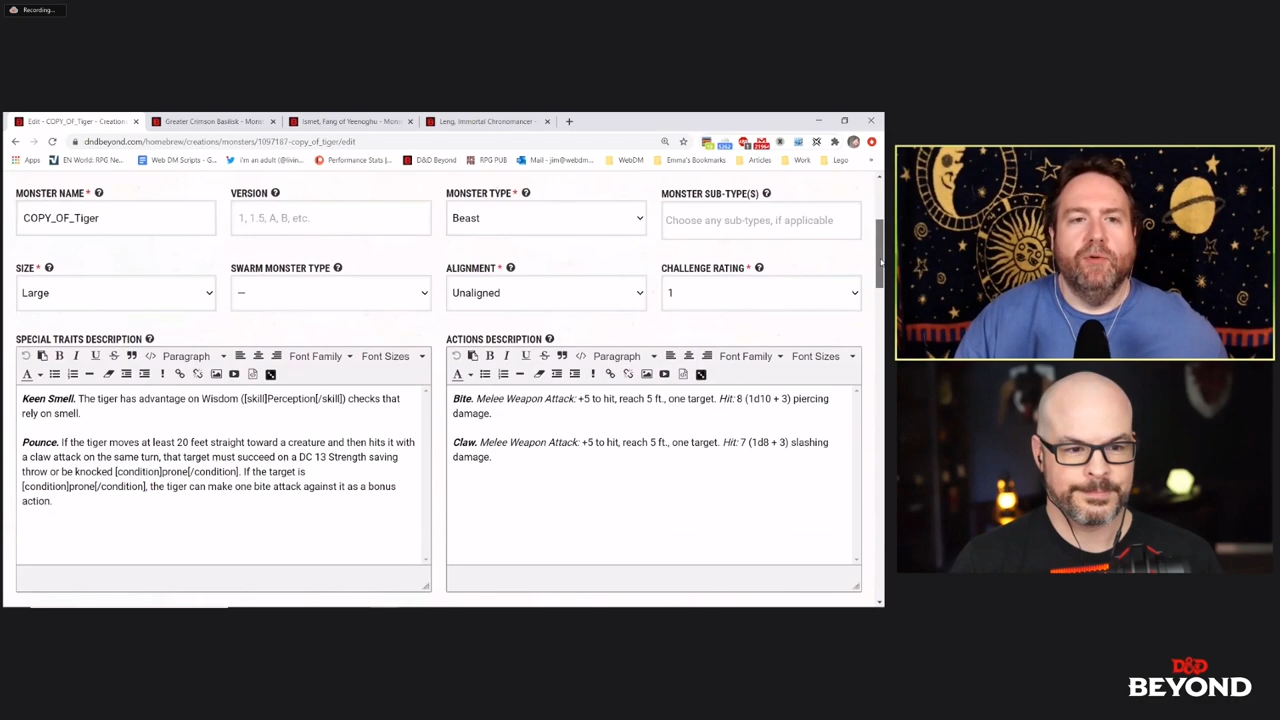 Recording...
Edit - COPY_OF_Tiger - Creation
Greater Crimson Basilisk - Mons
Ismet, Fang of Yeenoghu - Mon
Leng, Immortal Chronomancer -
dndbeyond.com/homebrew/creations/monsters/1097187-copy_of_tiger/edit
Apps
EN World: RPG Ne...
Web DM Scripts - G...
i'm an adult (@livin...
Performance Stats |...
D&D Beyond
RPG PUB
Mail - jim@webdm...
WebDM
Emma's Bookmarks
Articles
Work
Lego
MONSTER NAME *
VERSION
MONSTER TYPE *
MONSTER SUB-TYPE(S)
COPY_OF_Tiger
1, 1.5, A, B, etc.
Beast
Choose any sub-types, if applicable
SIZE *
SWARM MONSTER TYPE
ALIGNMENT *
CHALLENGE RATING *
Large
—
Unaligned
1
SPECIAL TRAITS DESCRIPTION
Paragraph
Font Family
Font Sizes
Keen Smell. The tiger has advantage on Wisdom ([skill]Perception[/skill]) checks that
rely on smell.
Pounce. If the tiger moves at least 20 feet straight toward a creature and then hits it with
a claw attack on the same turn, that target must succeed on a DC 13 Strength saving
throw or be knocked [condition]prone[/condition]. If the target is
[condition]prone[/condition], the tiger can make one bite attack against it as a bonus
action.
ACTIONS DESCRIPTION
Paragraph
Font Family
Font Sizes
Bite. Melee Weapon Attack: +5 to hit, reach 5 ft., one target. Hit: 8 (1d10 + 3) piercing
damage.
Claw. Melee Weapon Attack: +5 to hit, reach 5 ft., one target. Hit: 7 (1d8 + 3) slashing
damage.
D&D
BEYOND